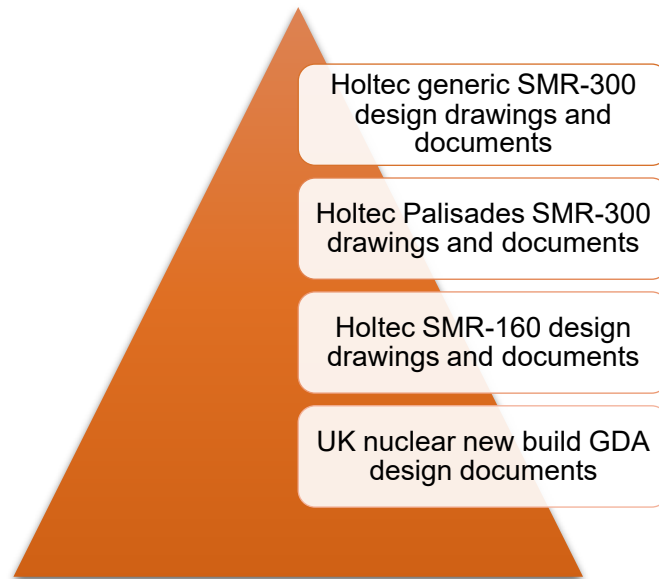 Holtec generic SMR-300
design drawings and
documents
Holtec Palisades SMR-300
drawings and documents
Holtec SMR-160 design
drawings and documents
UK nuclear new build GDA
design documents